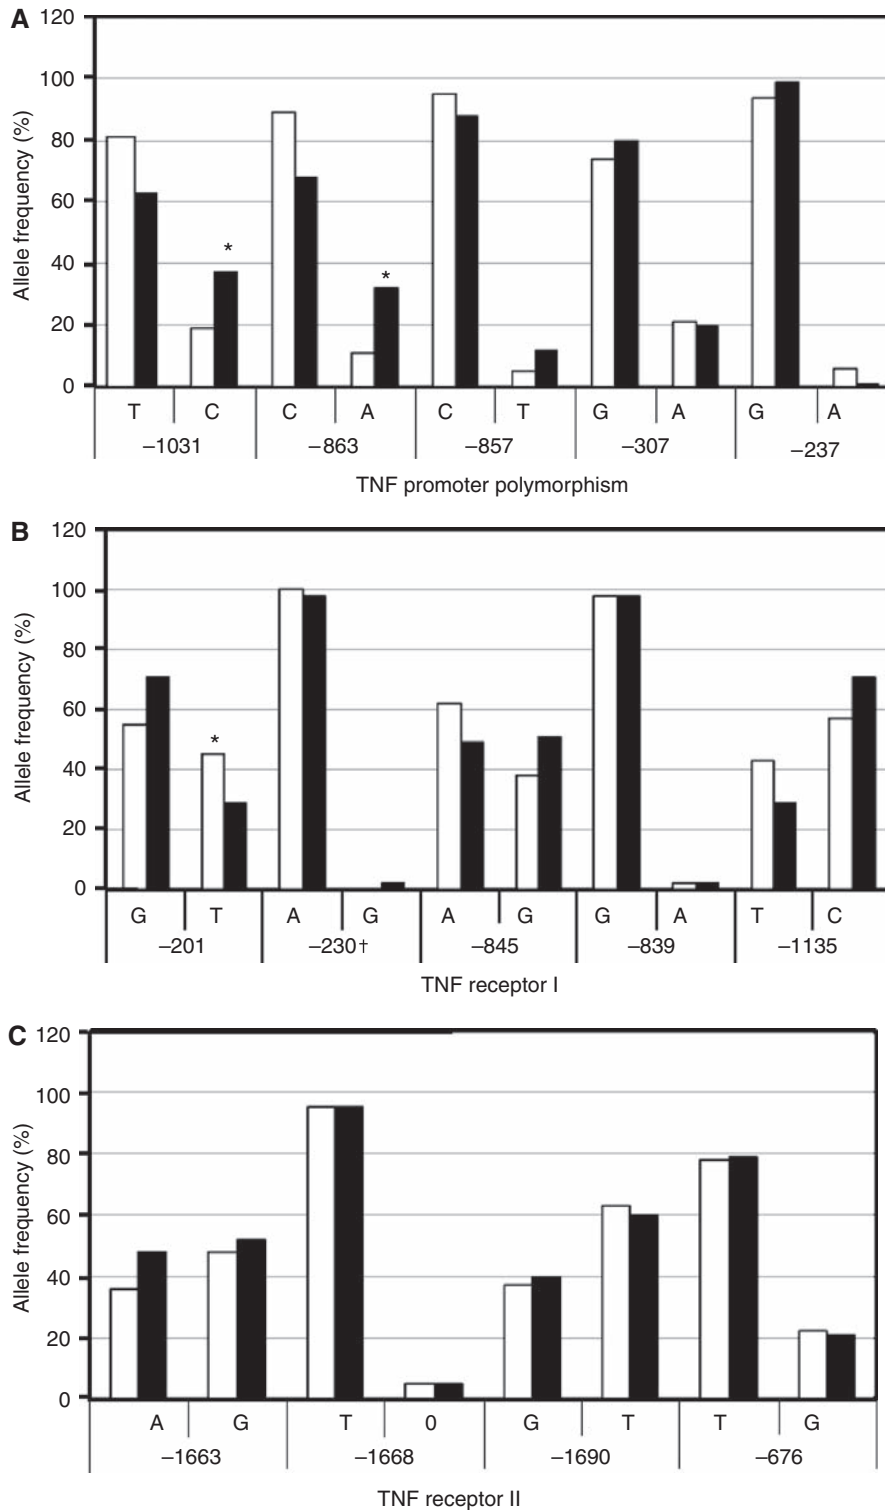 A
120
100
80
60
40
20
0
Allele frequency (%)
*
*
T C C A C T G A G A
–1031 –863 –857 –307 –237
TNF promoter polymorphism
B
120
100
80
60
40
20
0
Allele frequency (%)
*
G T A G A G G A T C
–201 –230† –845 –839 –1135
TNF receptor I
C
120
100
80
60
40
20
0
Allele frequency (%)
A G T 0 G T T G
–1663 –1668 –1690 –676
TNF receptor II